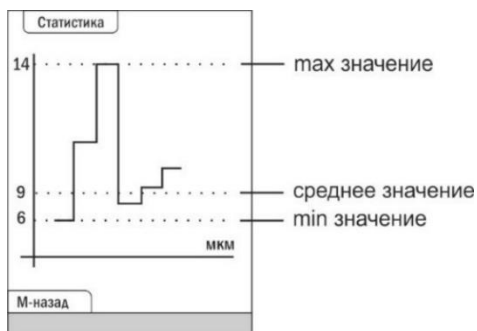 Статистика
14
max значение
9
среднее значение
6
min значение
мкм
М-назад